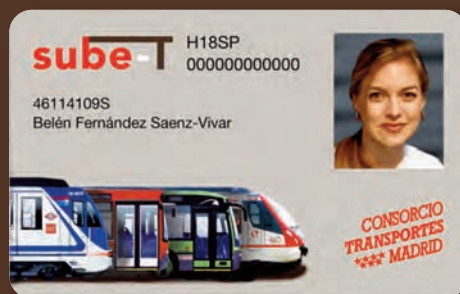 sube-T
H18SP
000000000000
46114109S
Belén Fernández Saenz-Vivar
CONSORCIO
TRANSPORTES
MADRID